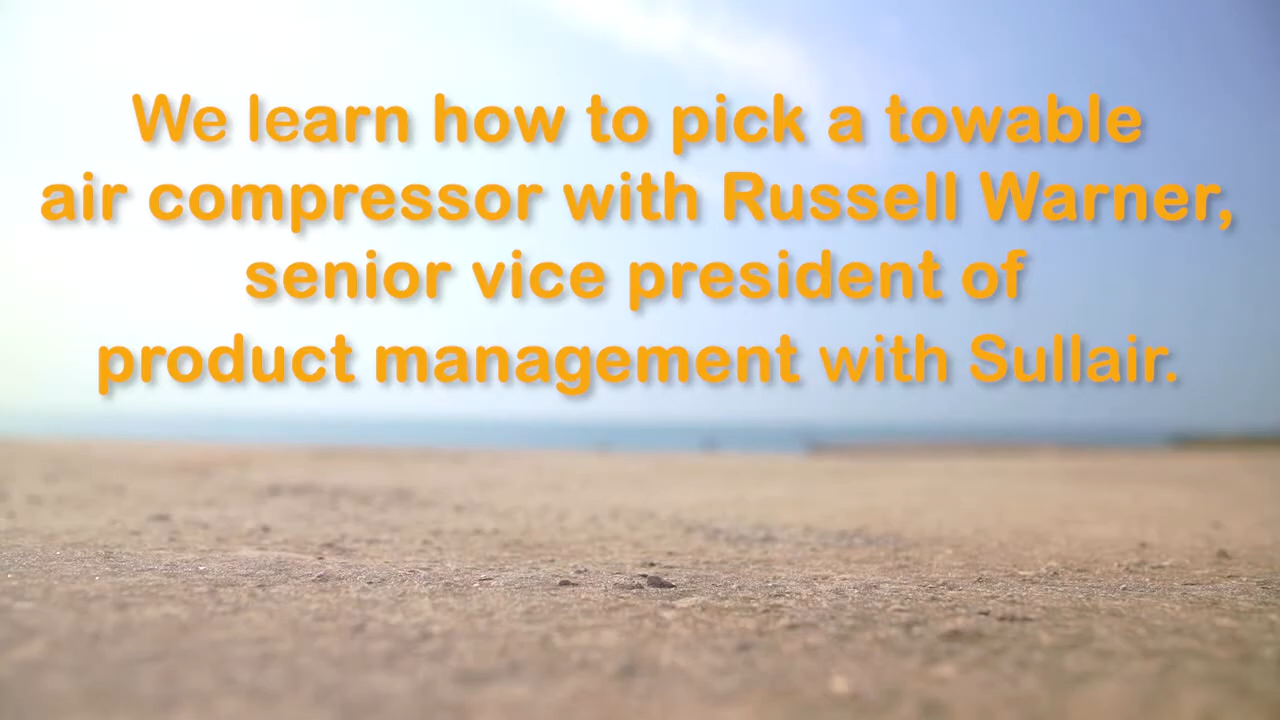 We learn how to pick a towable
air compressor with Russell Warner,
senior vice president of
product management with Sullair.